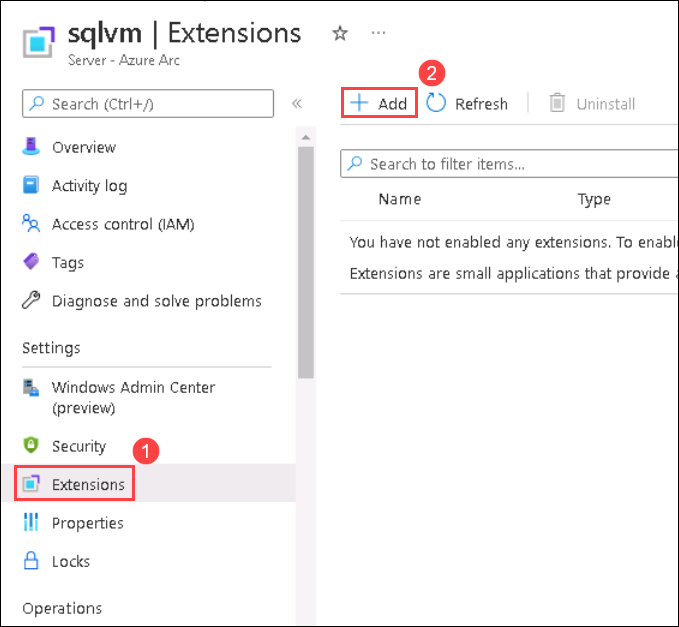 sqlvm | Extensions
Server - Azure Arc
2
Search (Ctrl+/)
Add
Refresh
Uninstall
Overview
Activity log
Access control (IAM)
Tags
Diagnose and solve problems
Settings
Windows Admin Center
(preview)
Security
1
Extensions
Properties
Locks
Operations
Search to filter items...
Name Type
You have not enabled any extensions. To enabl
Extensions are small applications that provide a